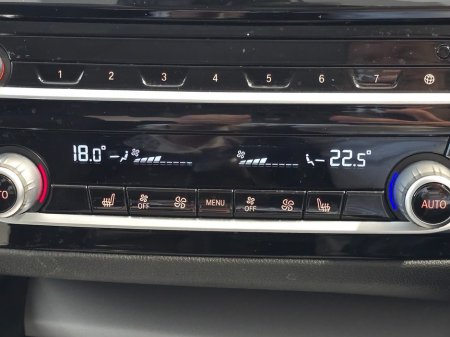 1 2 3 4 5 6 7
18.0° 22.5°
OFF MENU OFF
AUTO